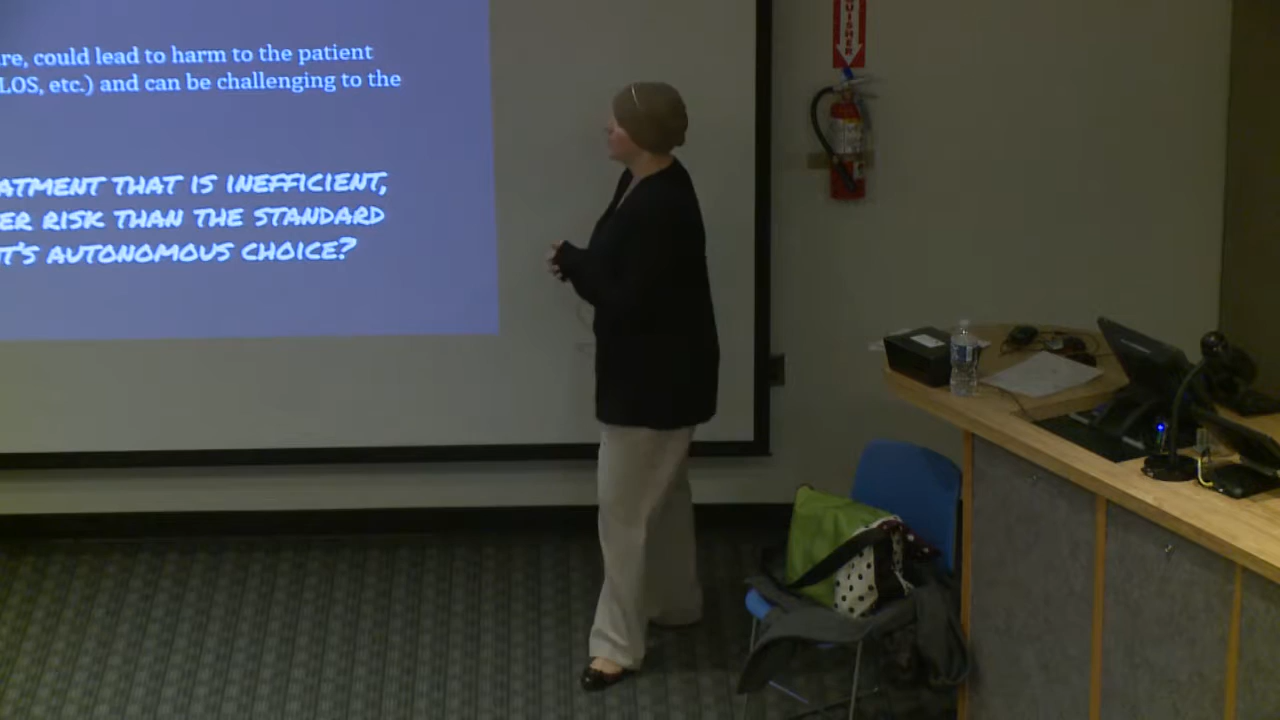 re, could lead to harm to the patient
LOS, etc.) and can be challenging to the
ATMENT THAT IS INEFFICIENT,
ER RISK THAN THE STANDARD
T'S AUTONOMOUS CHOICE?
UISHER